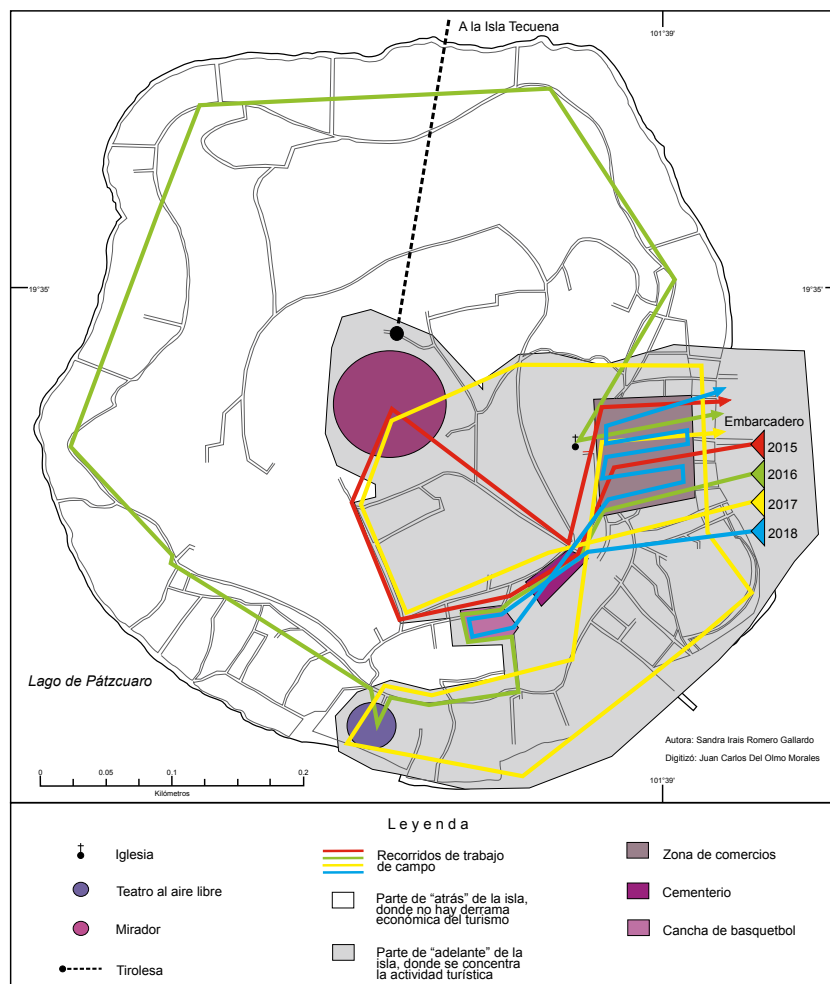 A la Isla Tecuena
101°39'
19°35'
19°35'
Embarcadero
2015
2016
2017
2018
Lago de Pátzcuaro
Autora: Sandra Irais Romero Gallardo
Digitizó: Juan Carlos Del Olmo Morales
0 0.05 0.1 0.2
Kilómetros
101°39'
Leyenda
Iglesia
Teatro al aire libre
Mirador
Tirolesa
Recorridos de trabajo
de campo
Parte de “atrás” de la isla,
donde no hay derrama
económica del turismo
Parte de “adelante” de la
isla, donde se concentra
la actividad turística
Zona de comercios
Cementerio
Cancha de basquetbol